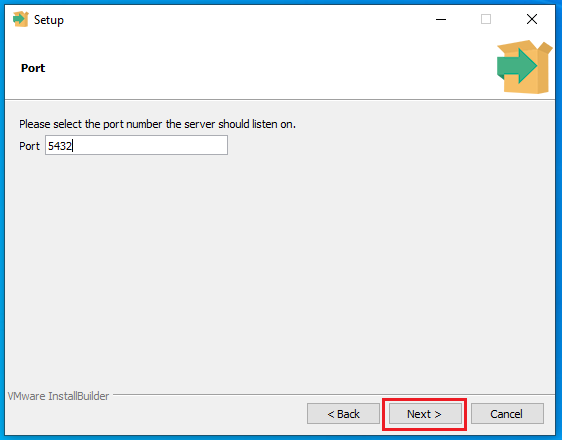 Setup
Port
Please select the port number the server should listen on.
Port 5432
VMware InstallBuilder
< Back Next > Cancel